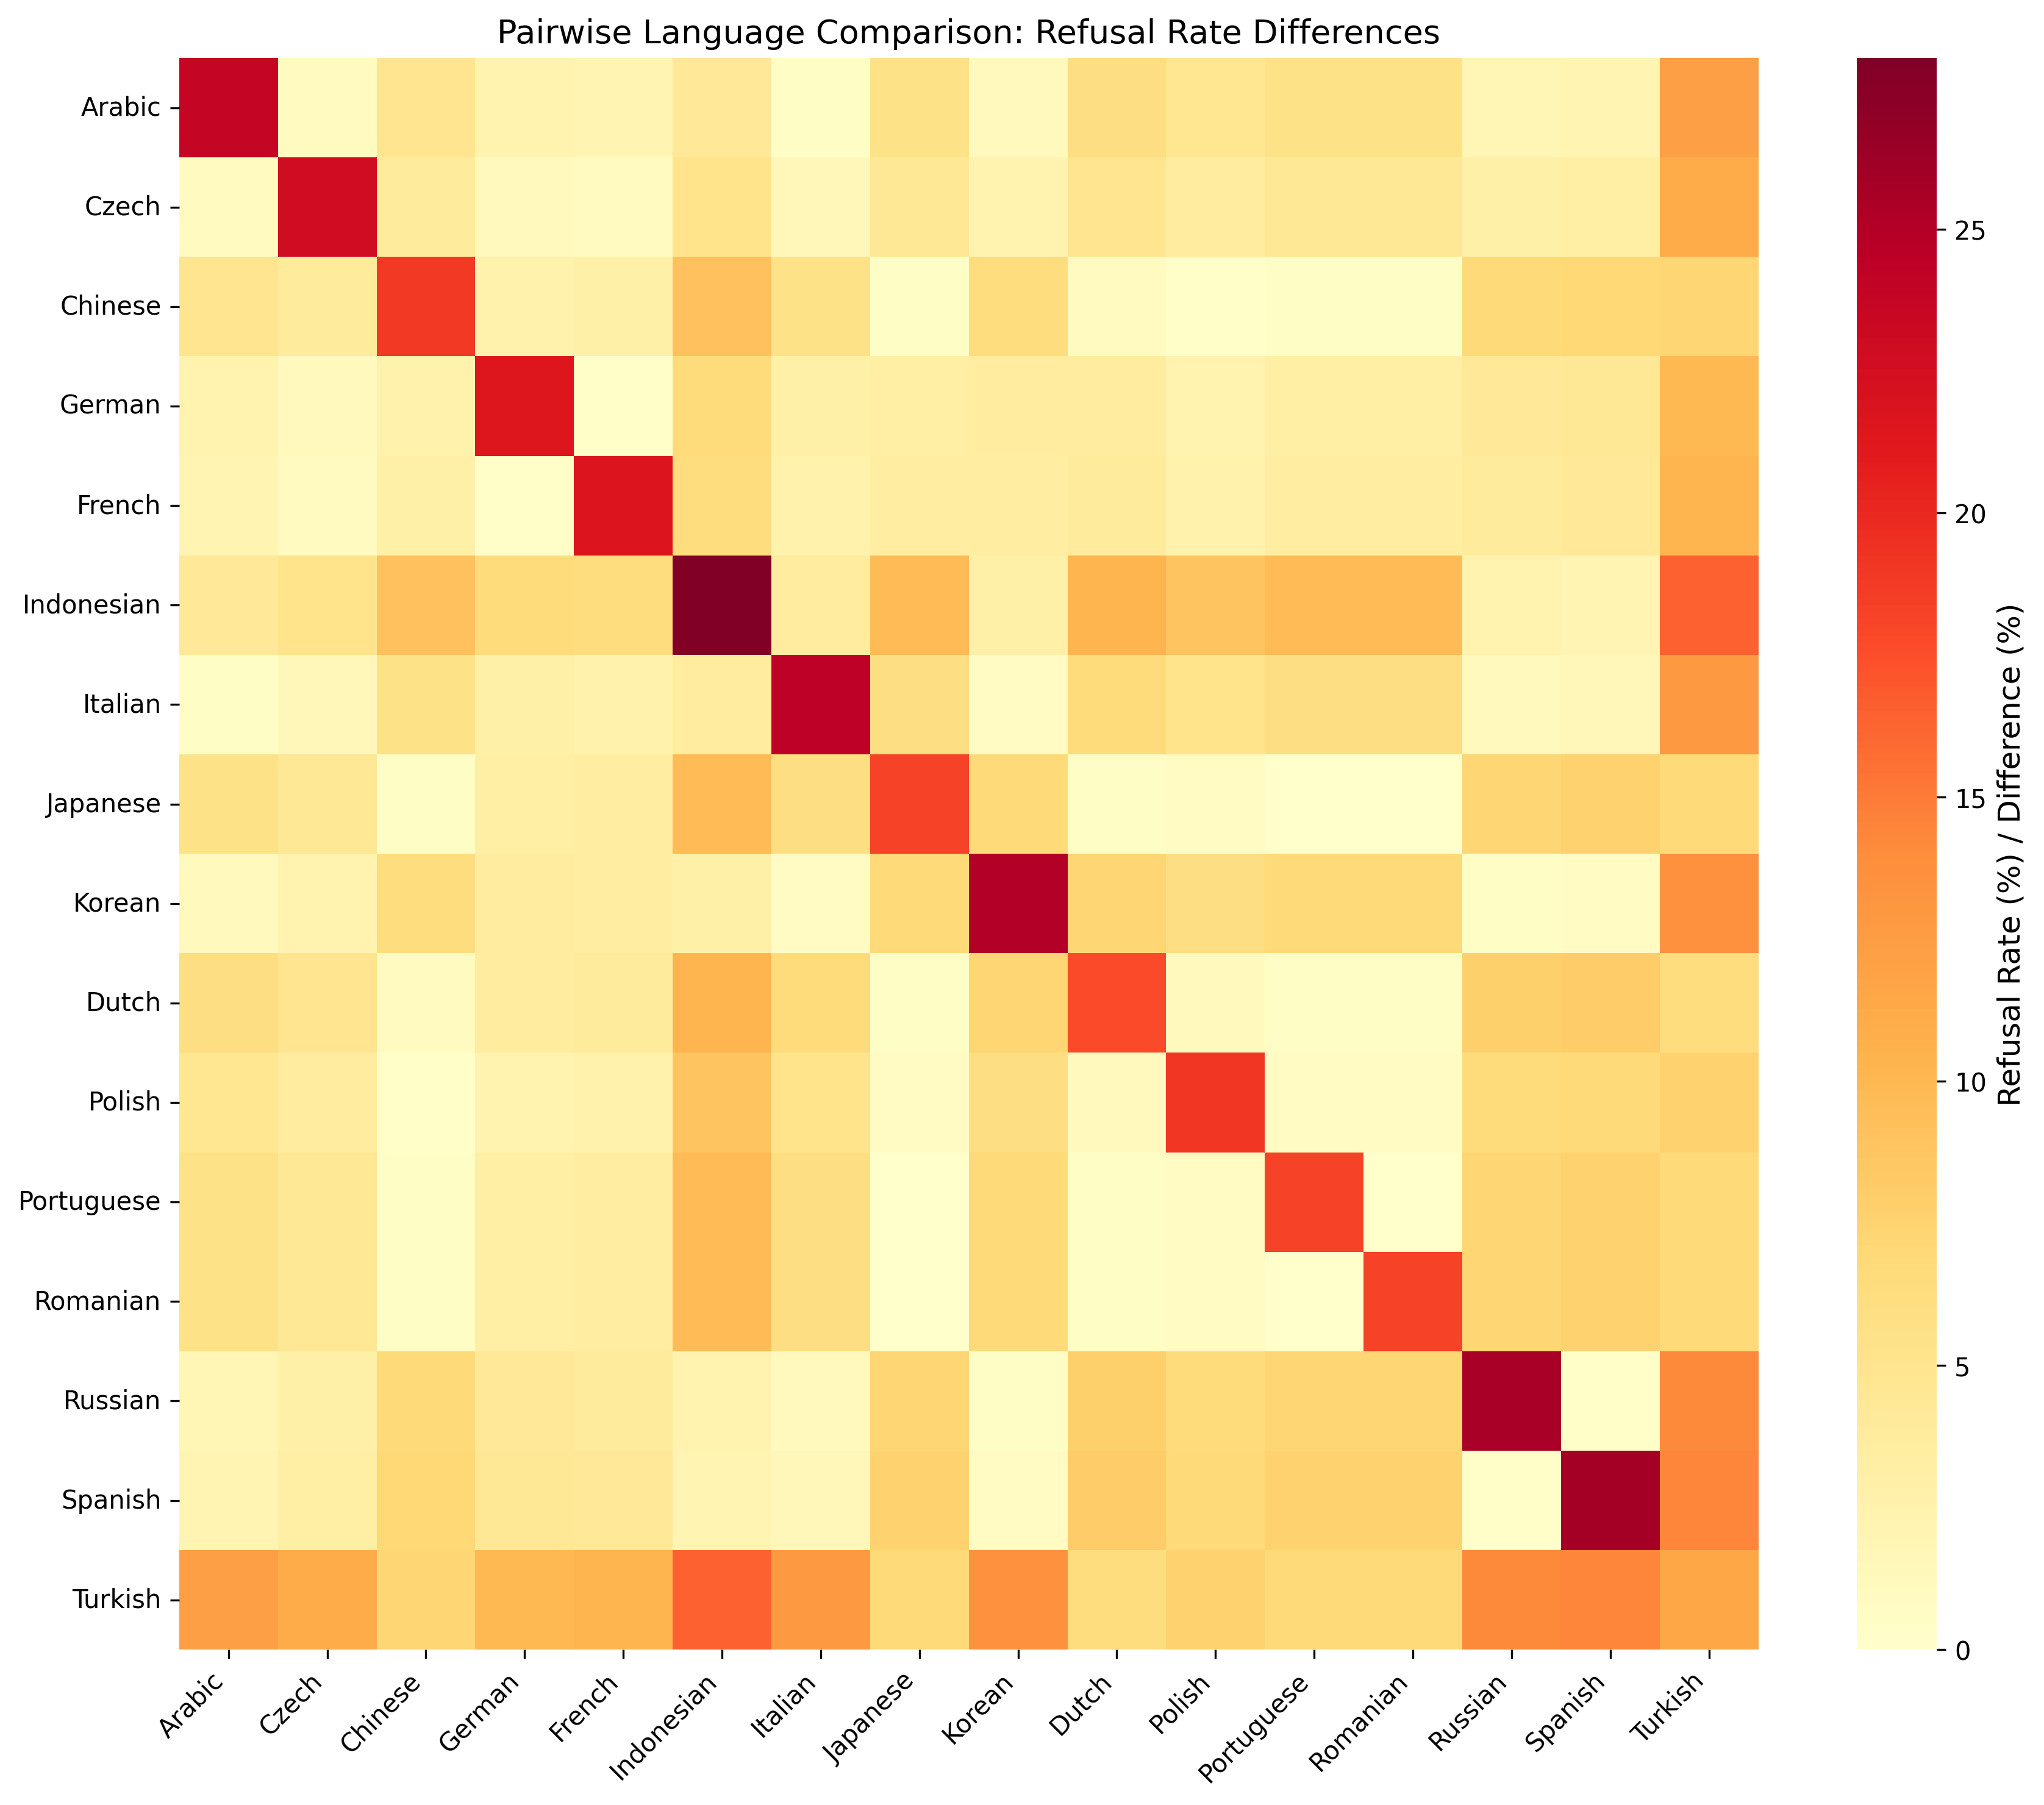 Pairwise Language Comparison: Refusal Rate Differences
Arabic
Czech
Chinese
German
French
Indonesian
Italian
Japanese
Korean
Dutch
Polish
Portuguese
Romanian
Russian
Spanish
Turkish
Arabic
Czech
Chinese
German
French
Indonesian
Italian
Japanese
Korean
Dutch
Polish
Portuguese
Romanian
Russian
Spanish
Turkish
25
20
15
10
5
0
Refusal Rate (%) / Difference (%)